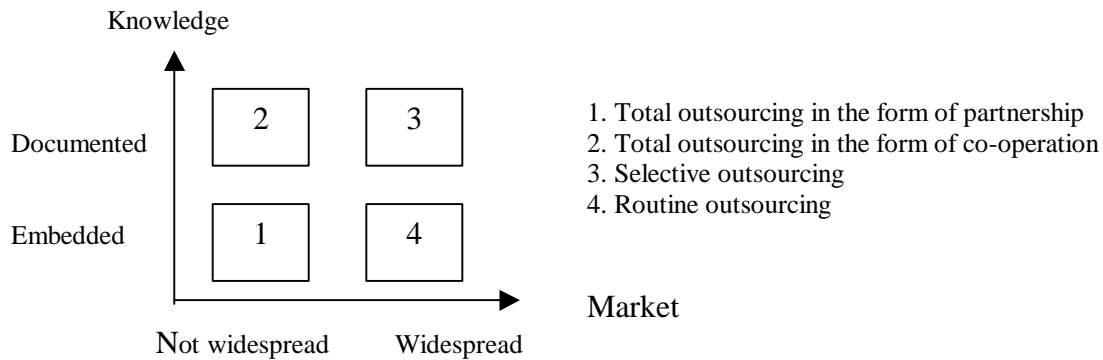 Knowledge
2 3
Documented
Embedded
1 4
Not widespread Widespread
Market
1. Total outsourcing in the form of partnership
2. Total outsourcing in the form of co-operation
3. Selective outsourcing
4. Routine outsourcing